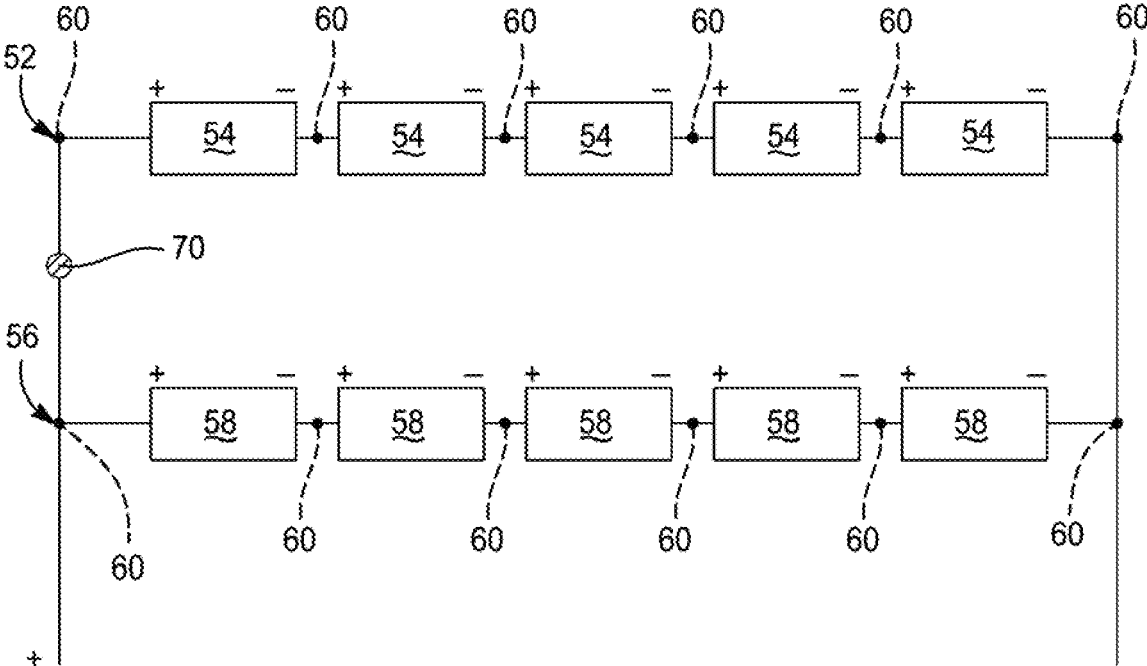 60 60 60 60 60 60
52
+ − + − + − + − + −
54 54 54 54 54
70
56
+ − + − + − + − + −
58 58 58 58 58
60 60 60 60 60
60
+